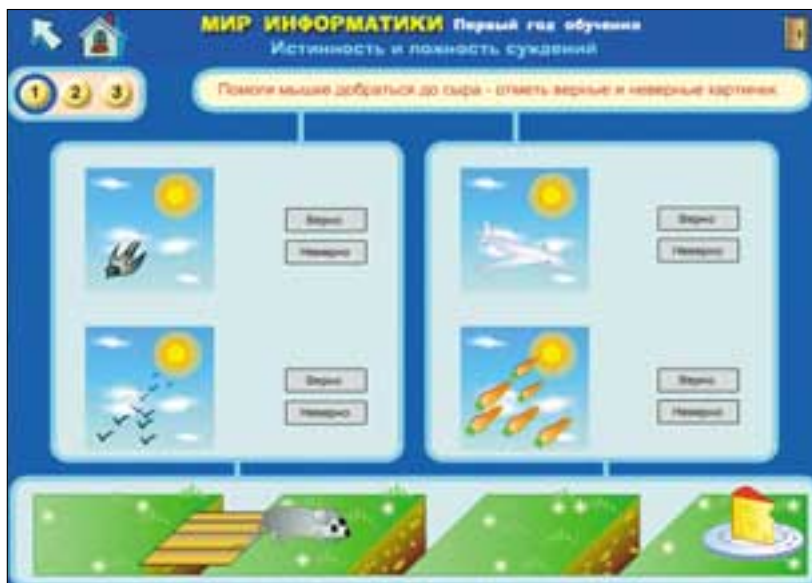 МИР ИНФОРМАТИКИ Первый год обучения
Истинность и ложность суждений
1 2 3
Помоги мышке добраться до сыра - отметь верные и неверные картинки.
Верно
Неверно
Верно
Неверно
Верно
Неверно
Верно
Неверно